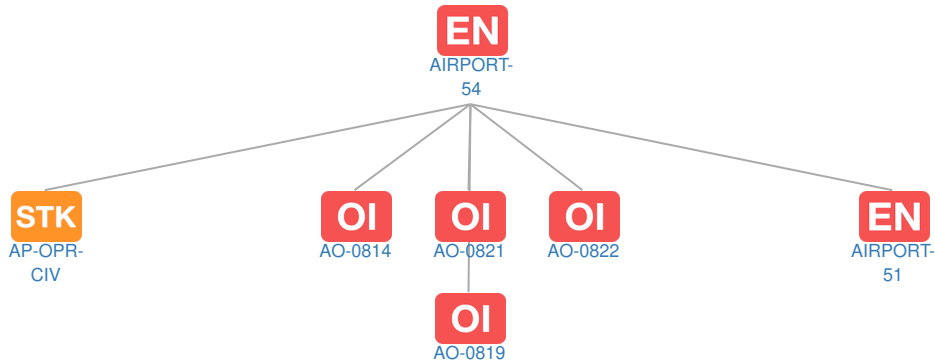 EN
AIRPORT-
54
STK
AP-OPR-
CIV
OI
AO-0814
OI
AO-0821
OI
AO-0822
EN
AIRPORT-
51
OI
AO-0819